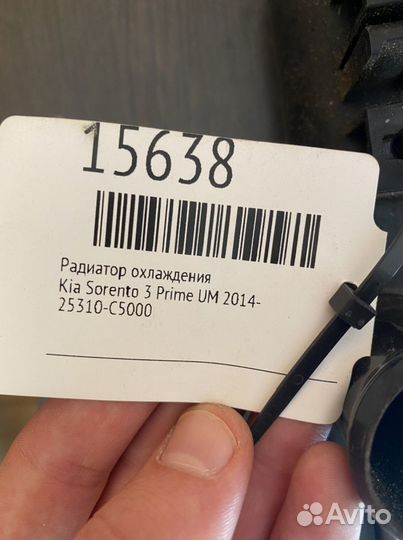 15638
Радиатор охлаждения
Kia Sorento 3 Prime UM 2014-
25310-C5000
Avito